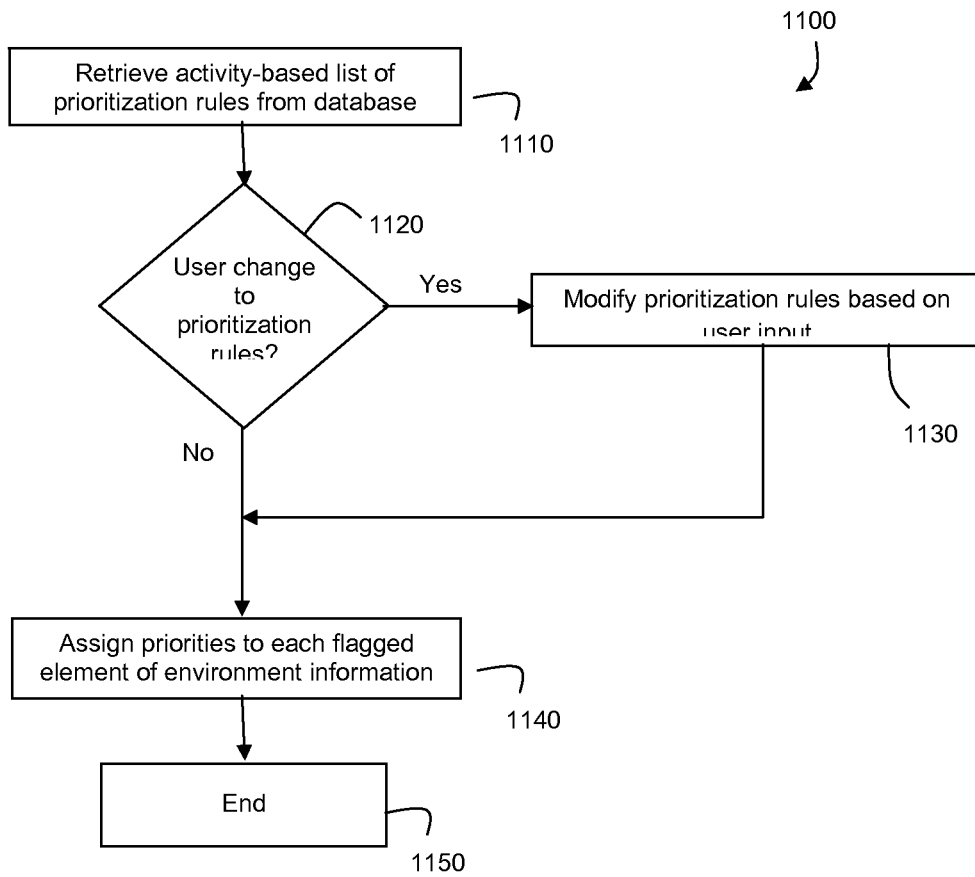 1100
Retrieve activity-based list of
prioritization rules from database
1110
1120
User change
to
prioritization
rules?
Yes
Modify prioritization rules based on
user input
1130
No
Assign priorities to each flagged
element of environment information
1140
End
1150